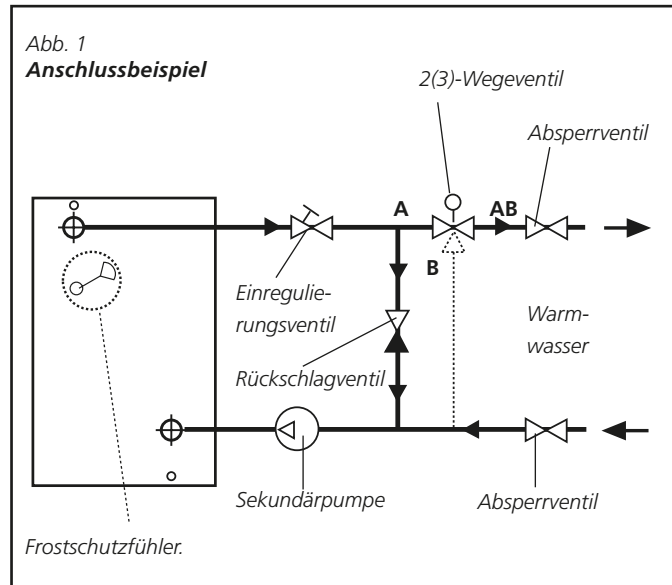 Abb. 1
Anschlussbeispiel
2(3)-Wegeventil
Absperrventil
A
AB
B
Einregulie-
rungsventil
Warm-
wasser
Rückschlagventil
Sekundärpumpe
Absperrventil
Frostschutzfühler.